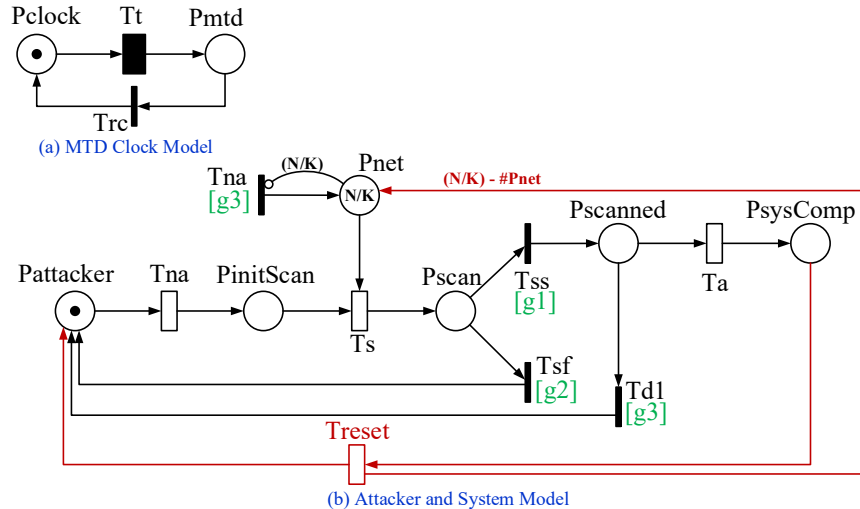 Pclock
Tt
Pmtd
Trc
(a) MTD Clock Model
(N/K)
Pnet
Tna
[g3]
N/K
(N/K) - #Pnet
Pscanned
PsysComp
Pattacker
Tna
PinitScan
Pscan
Tss
[g1]
Ta
Ts
Tsf
[g2]
Td1
[g3]
Treset
(b) Attacker and System Model